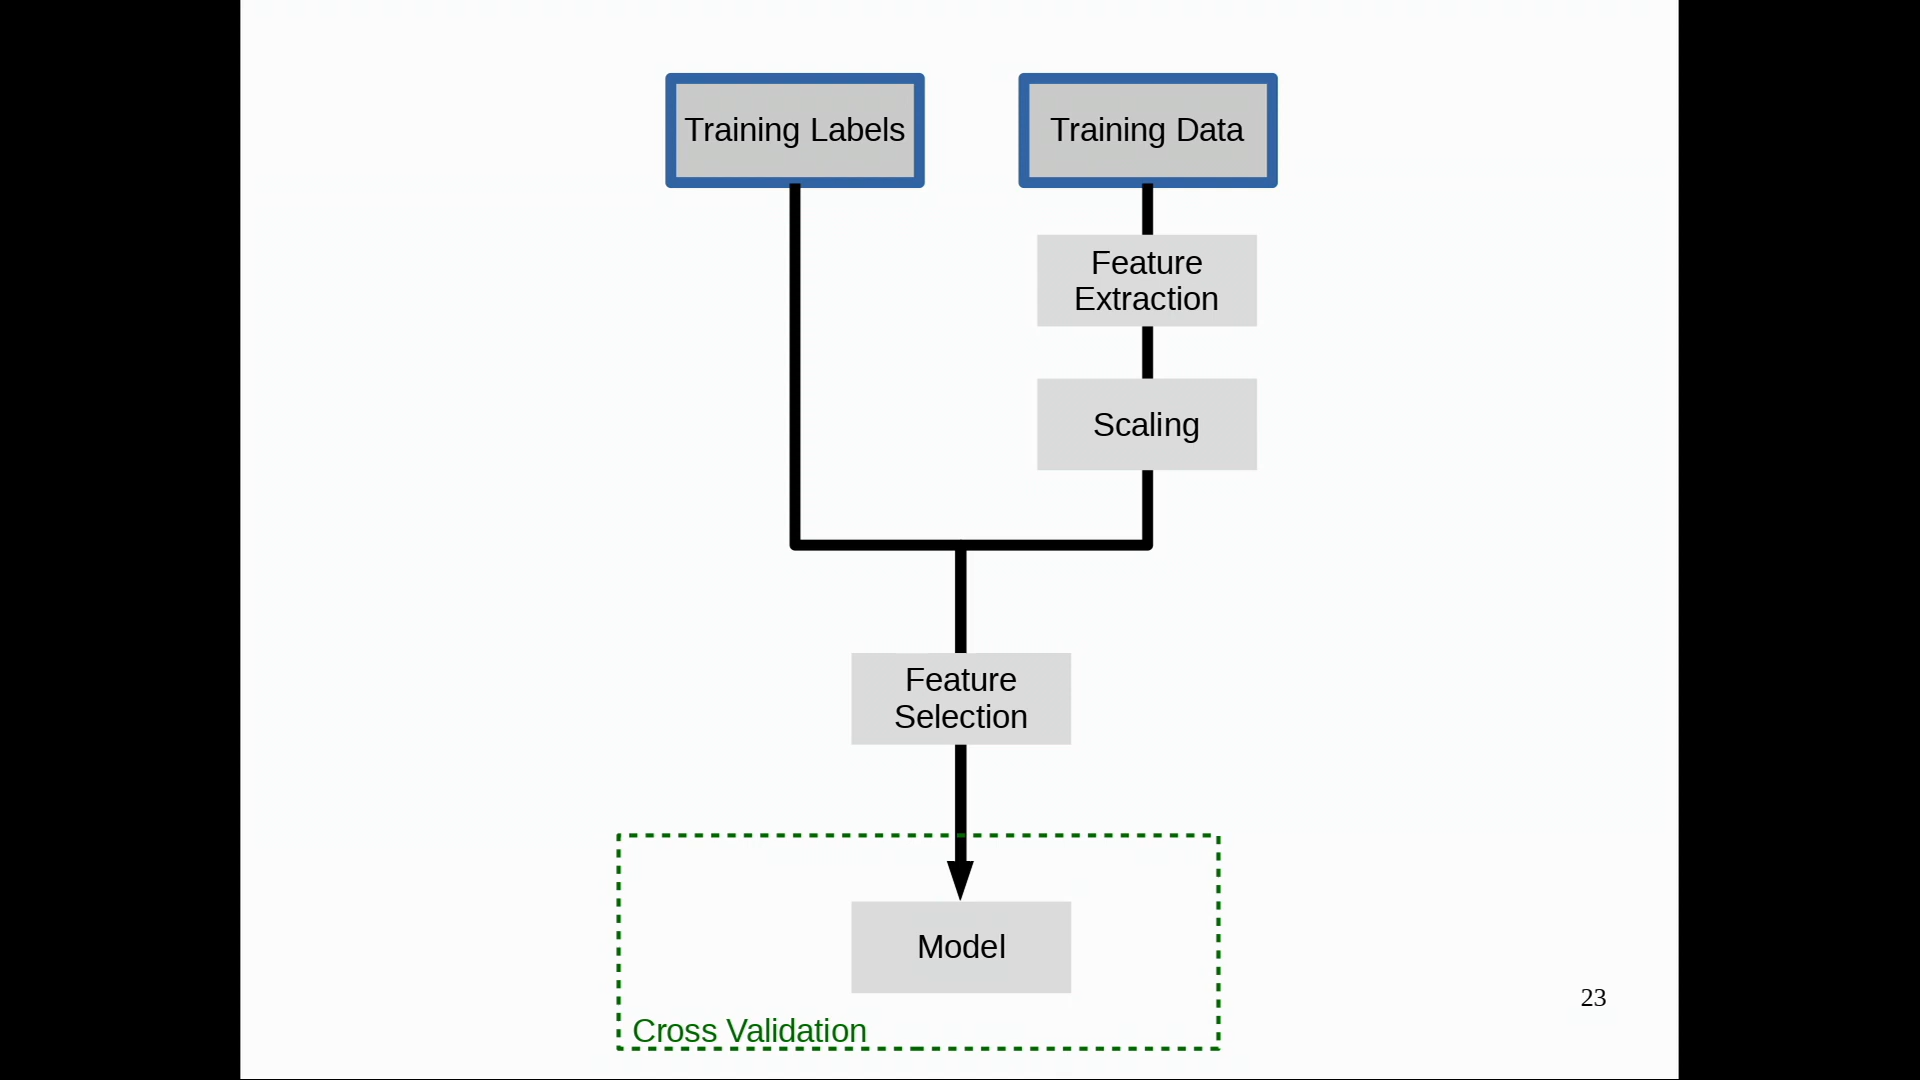 Training Labels
Training Data
Feature
Extraction
Scaling
Feature
Selection
Model
Cross Validation
23